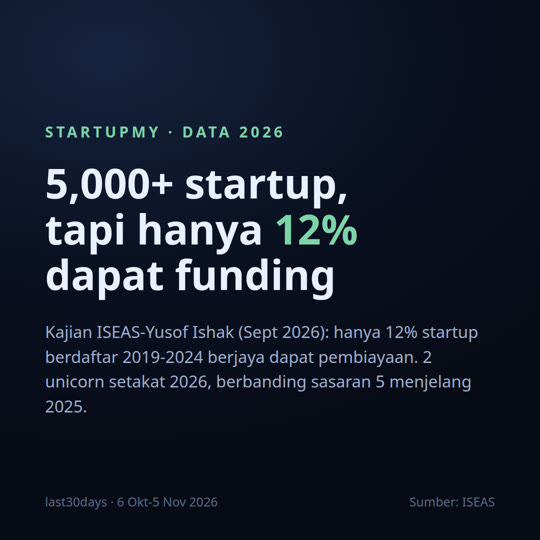 STARTUPMY · DATA 2026
5,000+ startup,
tapi hanya 12%
dapat funding
Kajian ISEAS-Yusof Ishak (Sept 2026): hanya 12% startup
berdaftar 2019-2024 berjaya dapat pembiayaan. 2
unicorn setakat 2026, berbanding sasaran 5 menjelang
2025.
last30days · 6 Okt-5 Nov 2026
Sumber: ISEAS